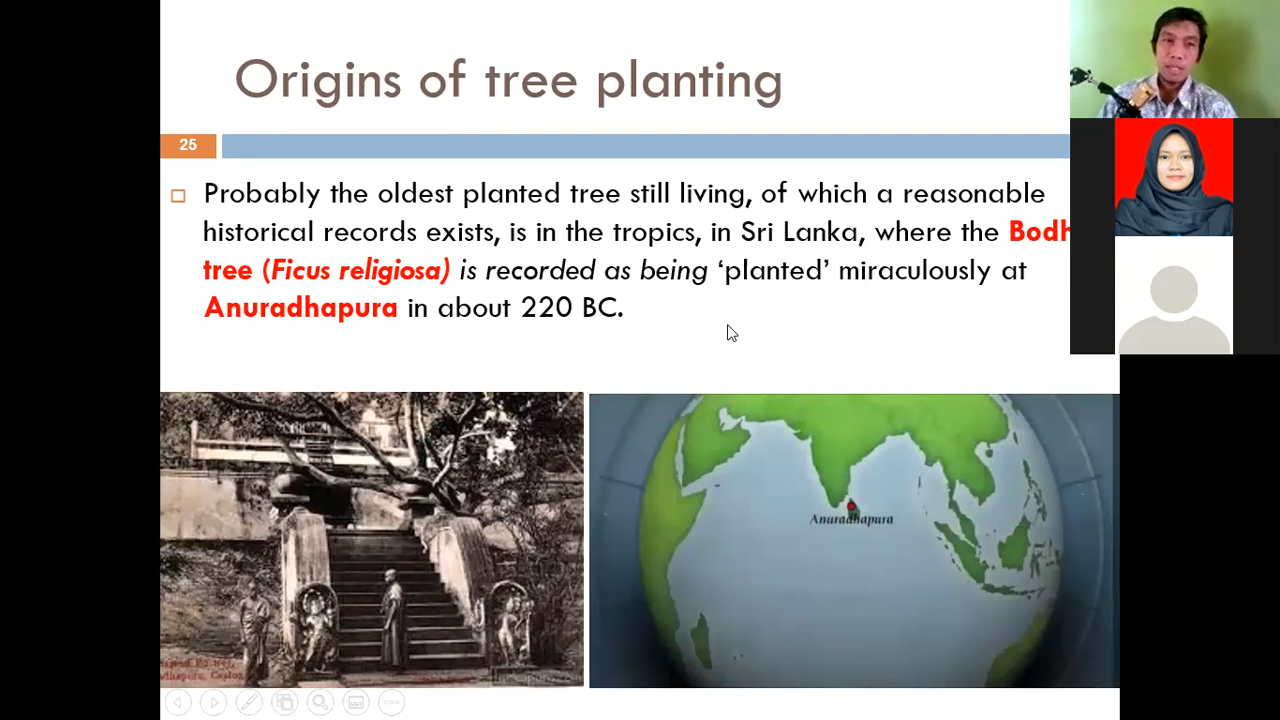 Origins of tree planting
25
Probably the oldest planted tree still living, of which a reasonable
historical records exists, is in the tropics, in Sri Lanka, where the Bodh
tree (Ficus religiosa) is recorded as being ‘planted’ miraculously at
Anuradhapura in about 220 BC.
Anuradhapura